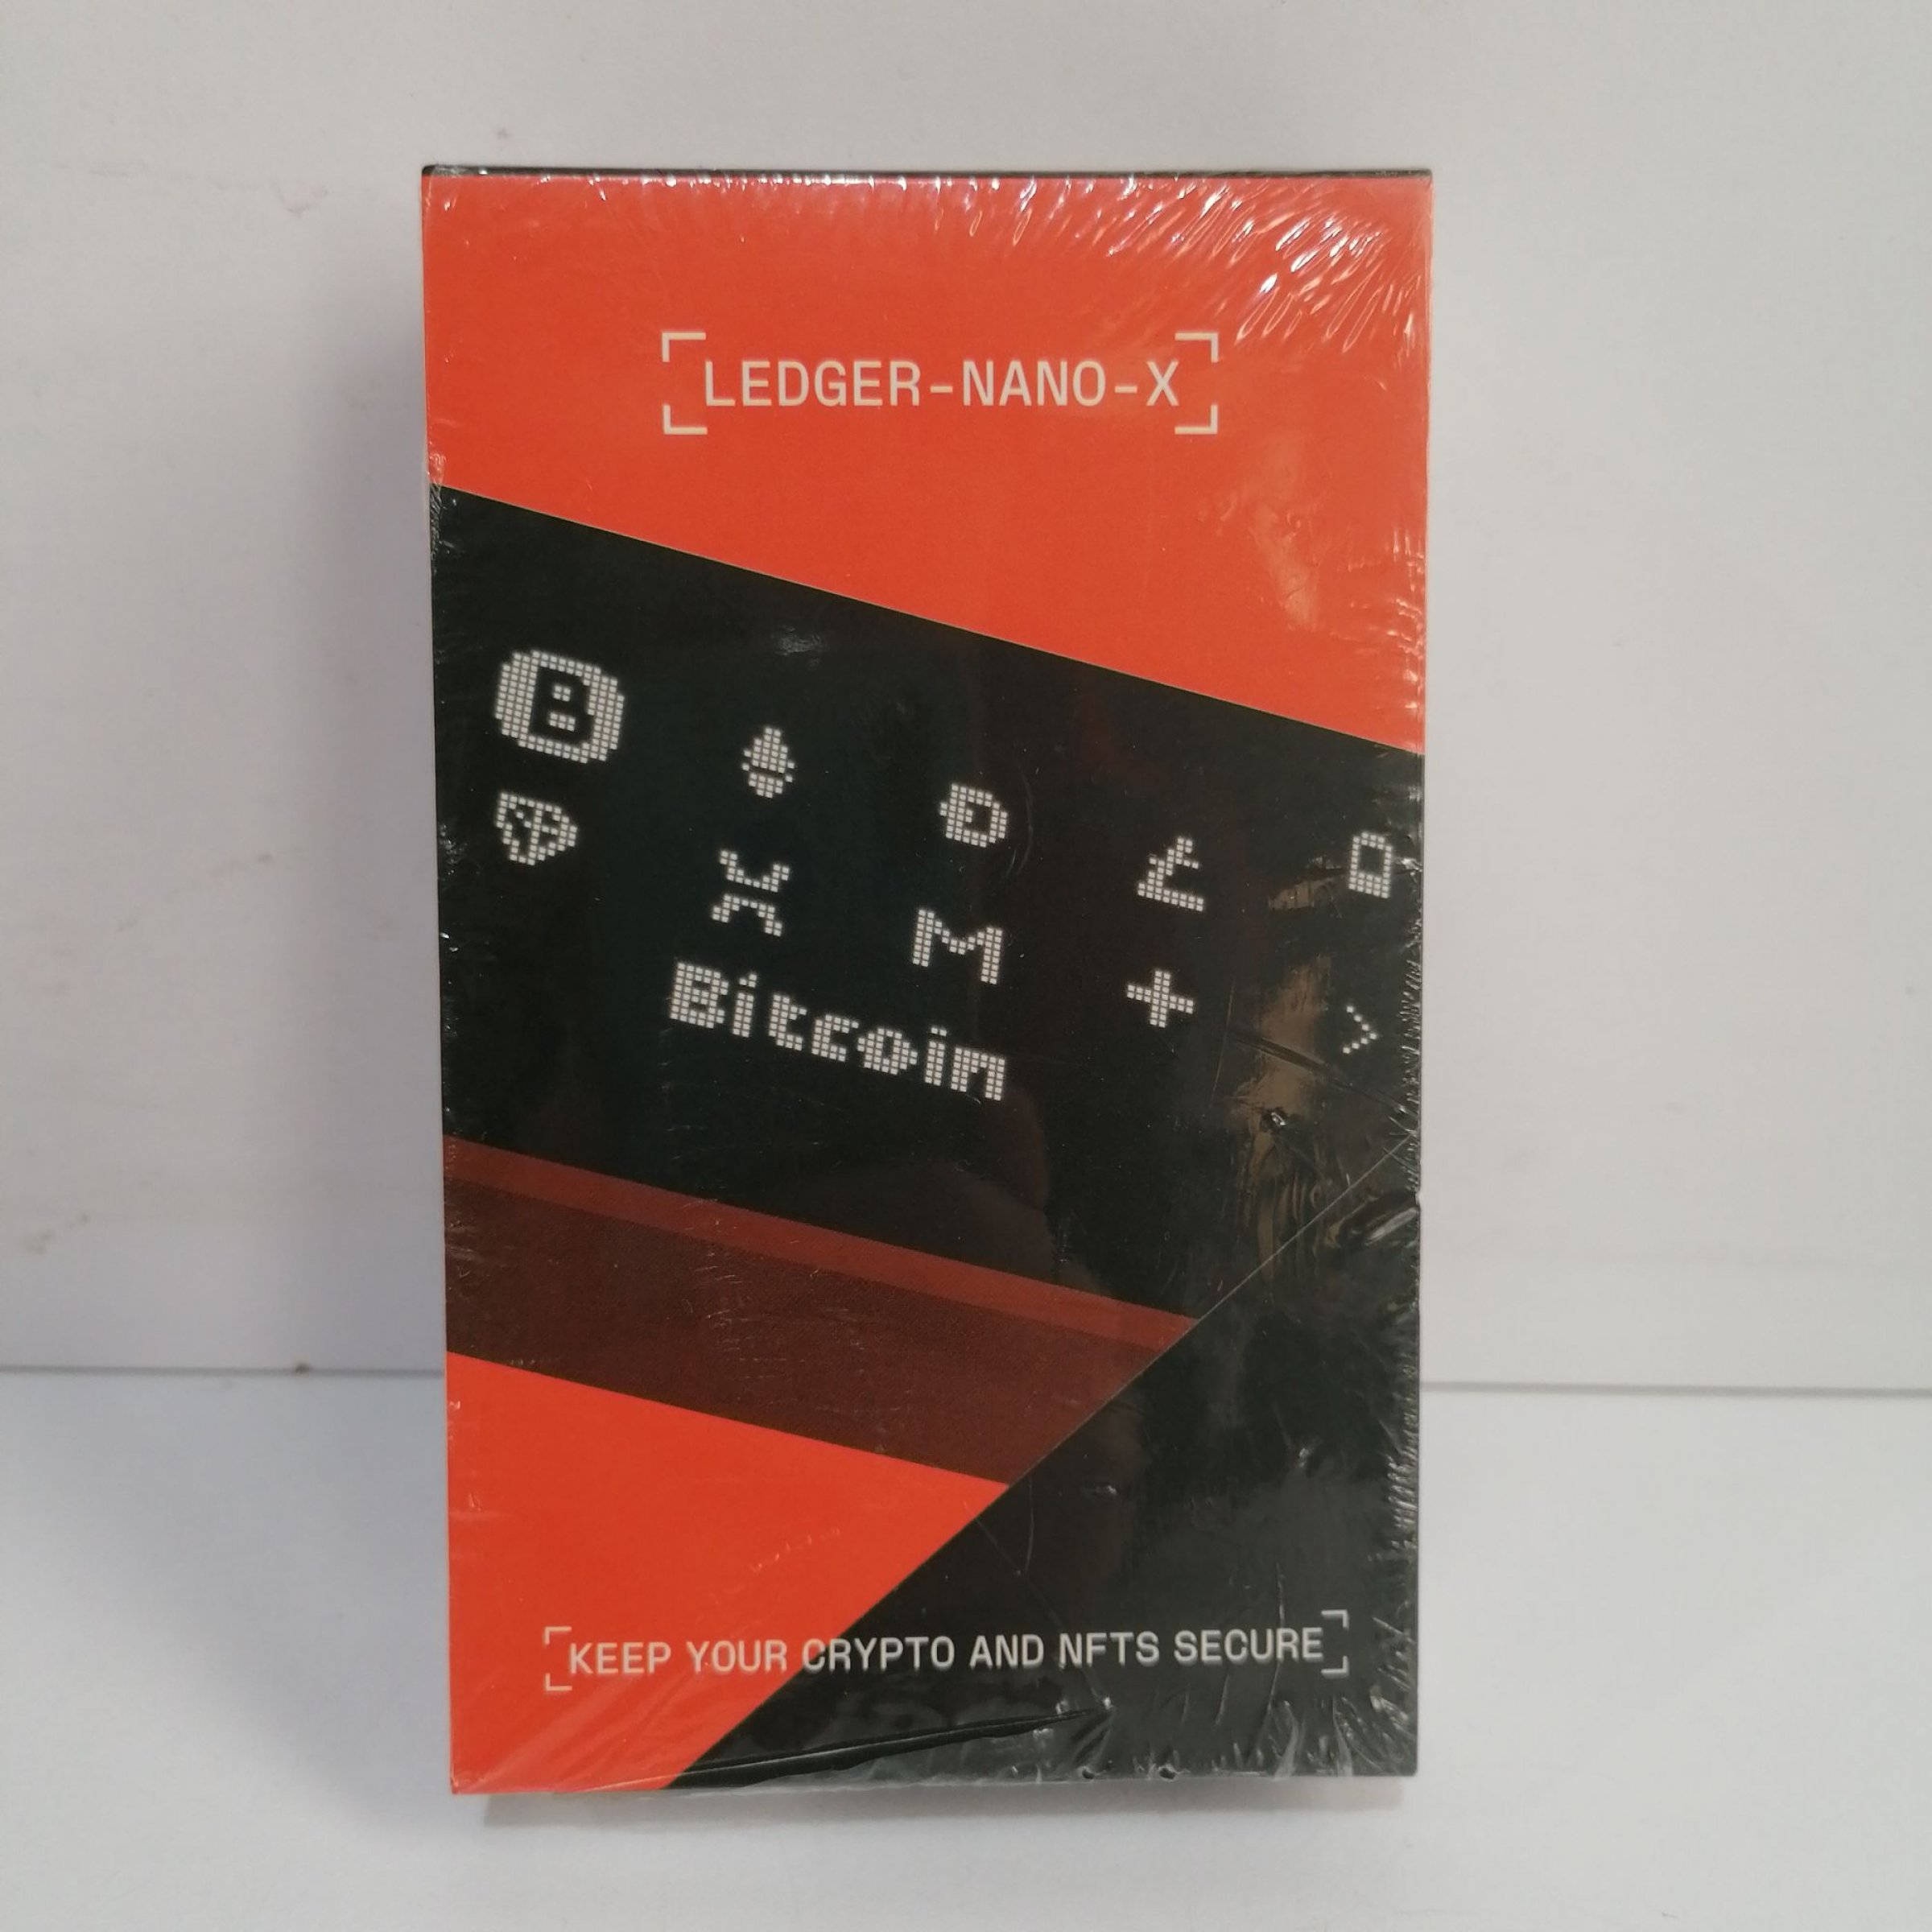 LEDGER-NANO-X
B
X M +
Bitcoin
KEEP YOUR CRYPTO AND NFTS SECURE